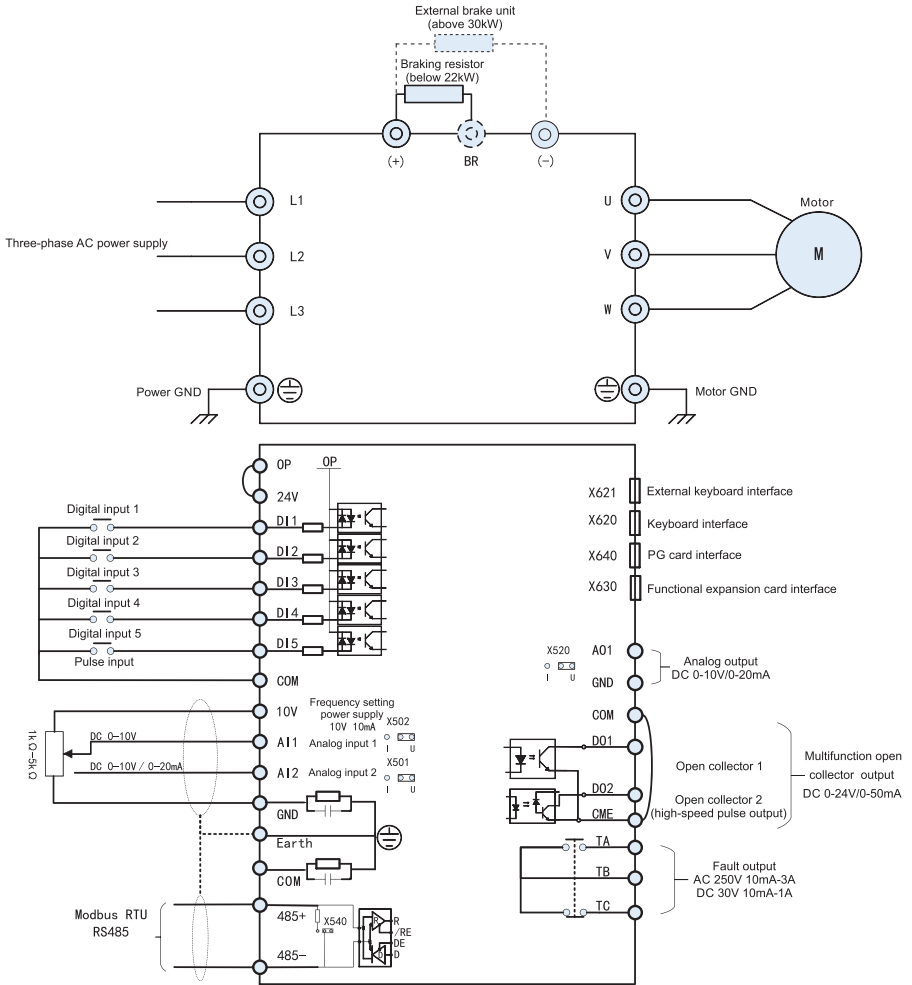 External brake unit
(above 30kW)
Braking resistor
(below 22kW)
(+)
BR
(-)
L1
U
Motor
Three-phase AC power supply
L2
V
M
L3
W
Power GND
Motor GND
OP
OP
24V
X621
External keyboard interface
Digital input 1
DI1
X620
Keyboard interface
Digital input 2
DI2
X640
PG card interface
Digital input 3
DI3
X630
Functional expansion card interface
Digital input 4
DI4
Digital input 5
Pulse input
DI5
X520
I U
AO1
Analog output
DC 0-10V/0-20mA
COM
GND
10V
Frequency setting
power supply
10V 10mA
X502
COM
1kΩ-5kΩ
DC 0-10V
AI1
Analog input 1
I U
DO1
Open collector 1
Multifunction open
collector output
DC 0-24V/0-50mA
X501
DC 0-10V / 0-20mA
AI2
Analog input 2
I U
DO2
Open collector 2
(high-speed pulse output)
GND
CME
Earth
TA
TB
Fault output
AC 250V 10mA-3A
DC 30V 10mA-1A
COM
TC
Modbus RTU
RS485
485+
X540
R
R
/RE
DE
D
D
485-